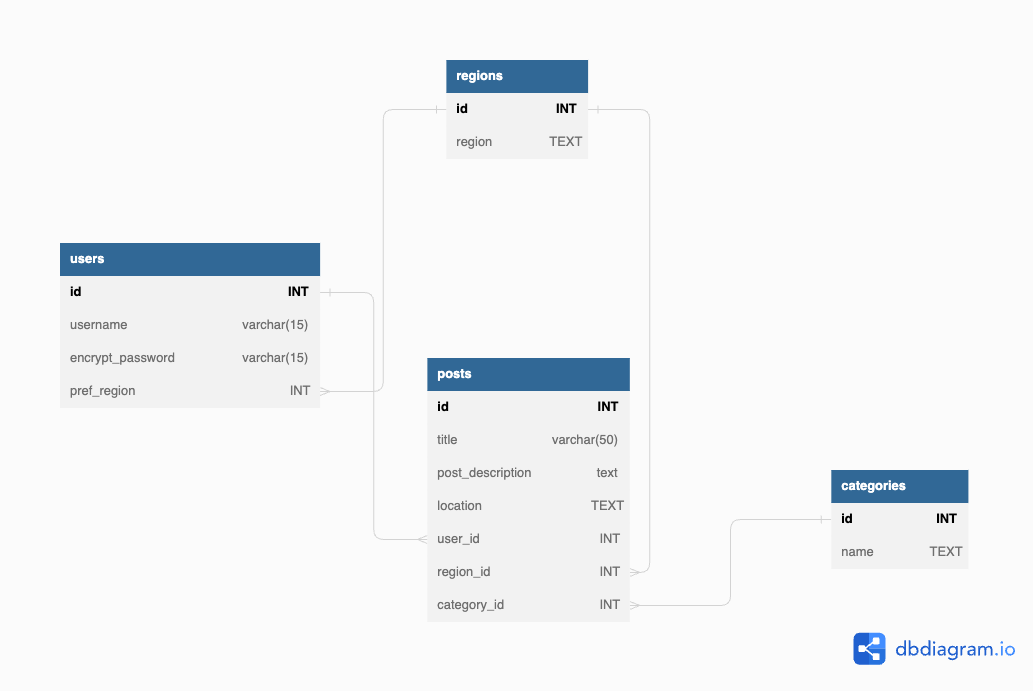 regions
id INT
region TEXT
users
id INT
username varchar(15)
encrypt_password varchar(15)
pref_region INT
posts
id INT
title varchar(50)
post_description text
location TEXT
user_id INT
region_id INT
category_id INT
categories
id INT
name TEXT
dbdiagram.io